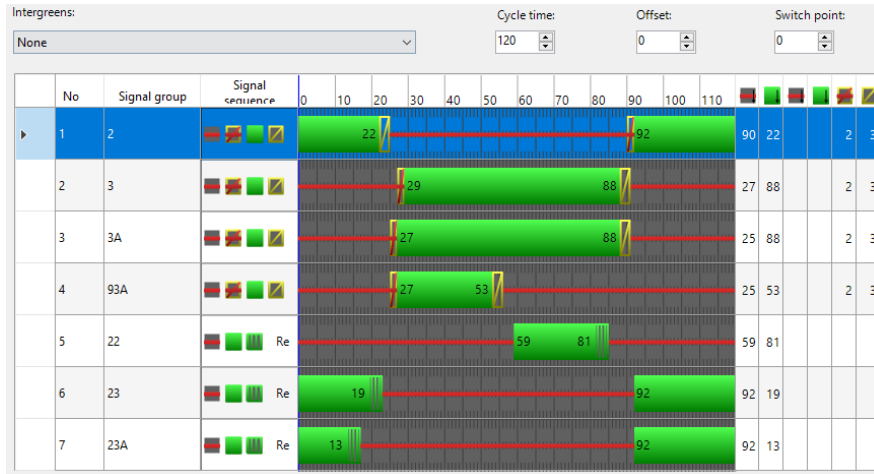 Intergreens: Cycle time: Offset: Switch point:
None 120 0 0
No Signal group Signal sequence 0 10 20 30 40 50 60 70 80 90 100 110
1 2 22 92 90 22 2 3
2 3 29 88 27 88 2 3
3 3A 27 88 25 88 2 3
4 93A 27 53 25 53 2 3
5 22 Re 59 81 59 81
6 23 Re 19 92 92 19
7 23A Re 13 92 92 13